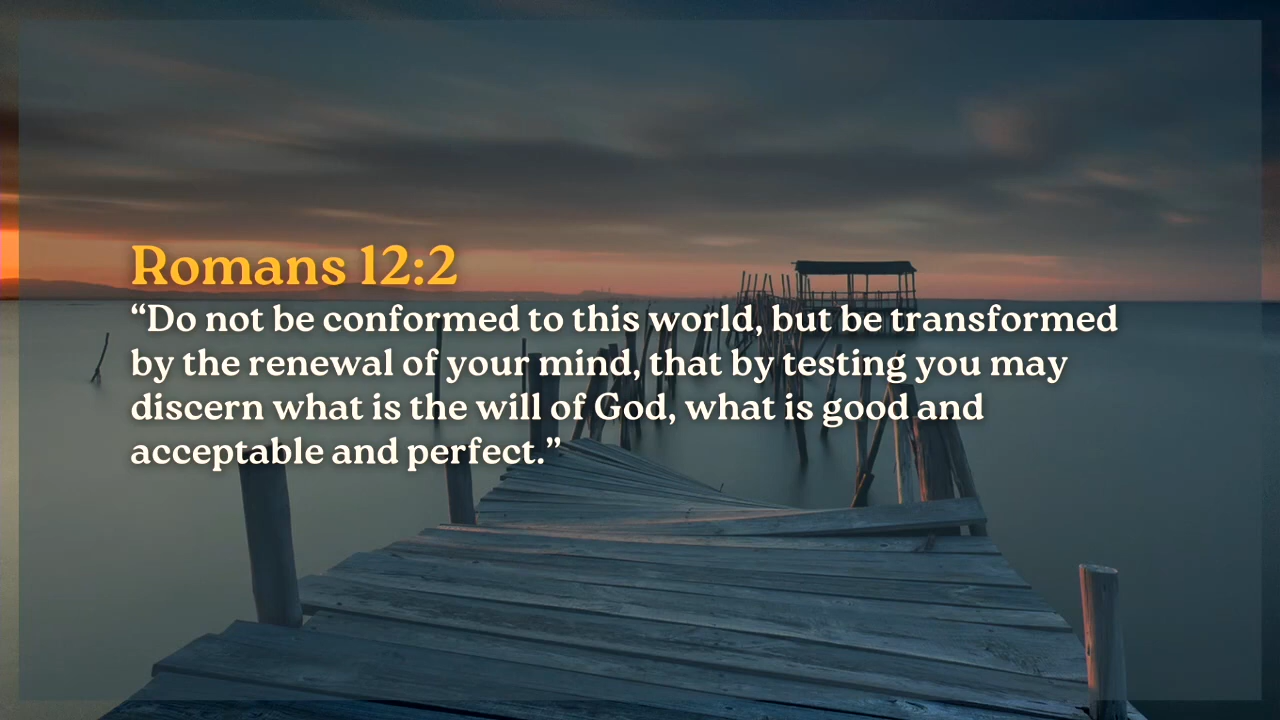 Romans 12:2
“Do not be conformed to this world, but be transformed
by the renewal of your mind, that by testing you may
discern what is the will of God, what is good and
acceptable and perfect.”